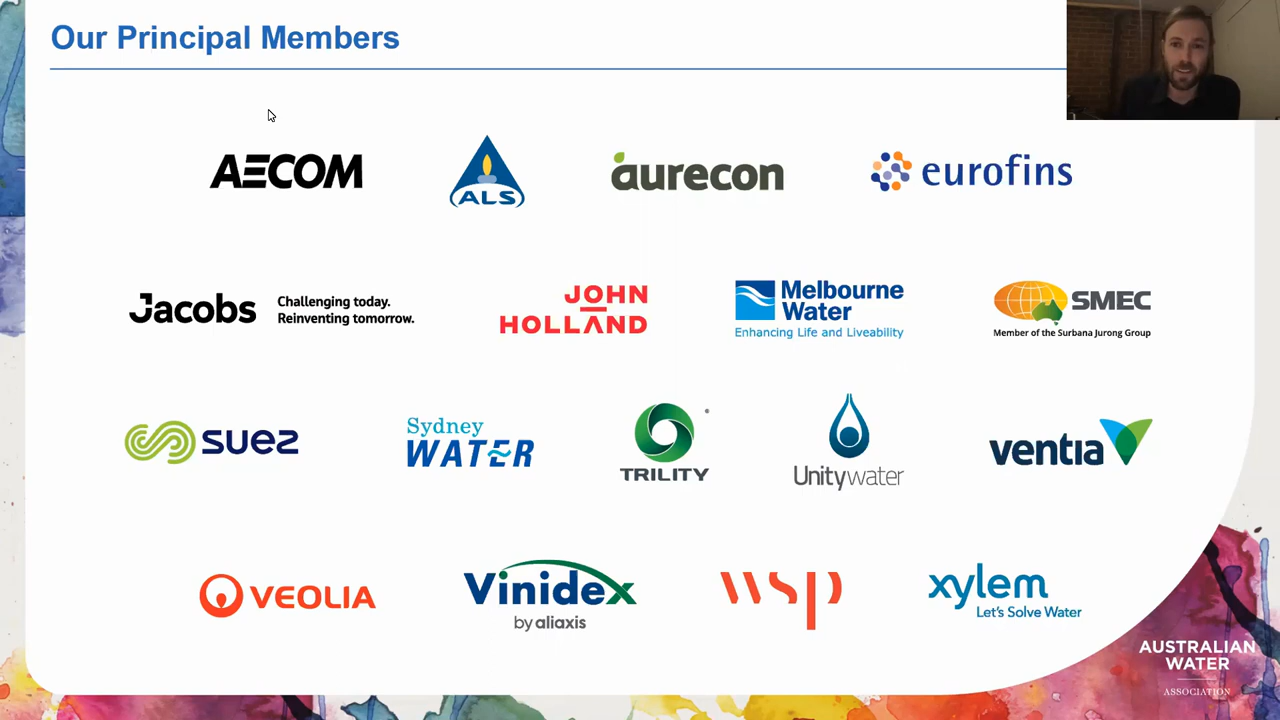 Our Principal Members
AECOM
ALS
aurecon
eurofins
Jacobs
Challenging today.
Reinventing tomorrow.
JOHN
HOLLAND
Melbourne
Water
Enhancing Life and Liveability
SMEC
Member of the Surbana Jurong Group
suez
Sydney
WATER
TRILITY
Unitywater
ventia
VEOLIA
Vinidex
by aliaxis
wsp
xylem
Let's Solve Water
AUSTRALIAN
WATER
ASSOCIATION